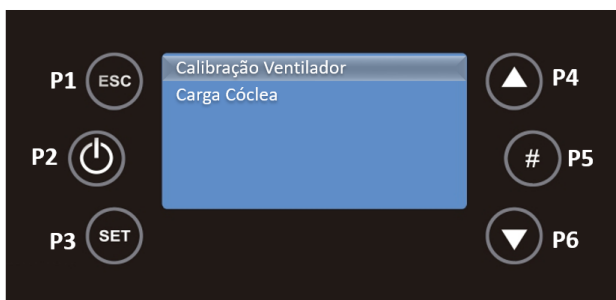 P1 ESC
Calibração Ventilador
Carga Cóclea
P4
P2
# P5
P3 SET
P6